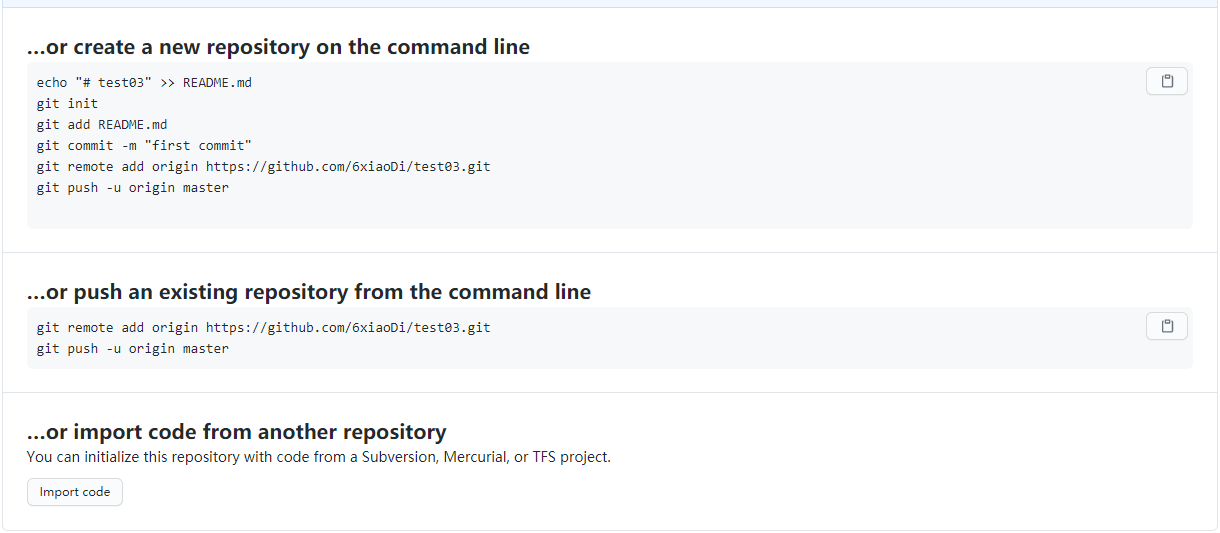 ...or create a new repository on the command line
echo "# test03" >> README.md
git init
git add README.md
git commit -m "first commit"
git remote add origin https://github.com/6xiaoDi/test03.git
git push -u origin master
...or push an existing repository from the command line
git remote add origin https://github.com/6xiaoDi/test03.git
git push -u origin master
...or import code from another repository
You can initialize this repository with code from a Subversion, Mercurial, or TFS project.
Import code